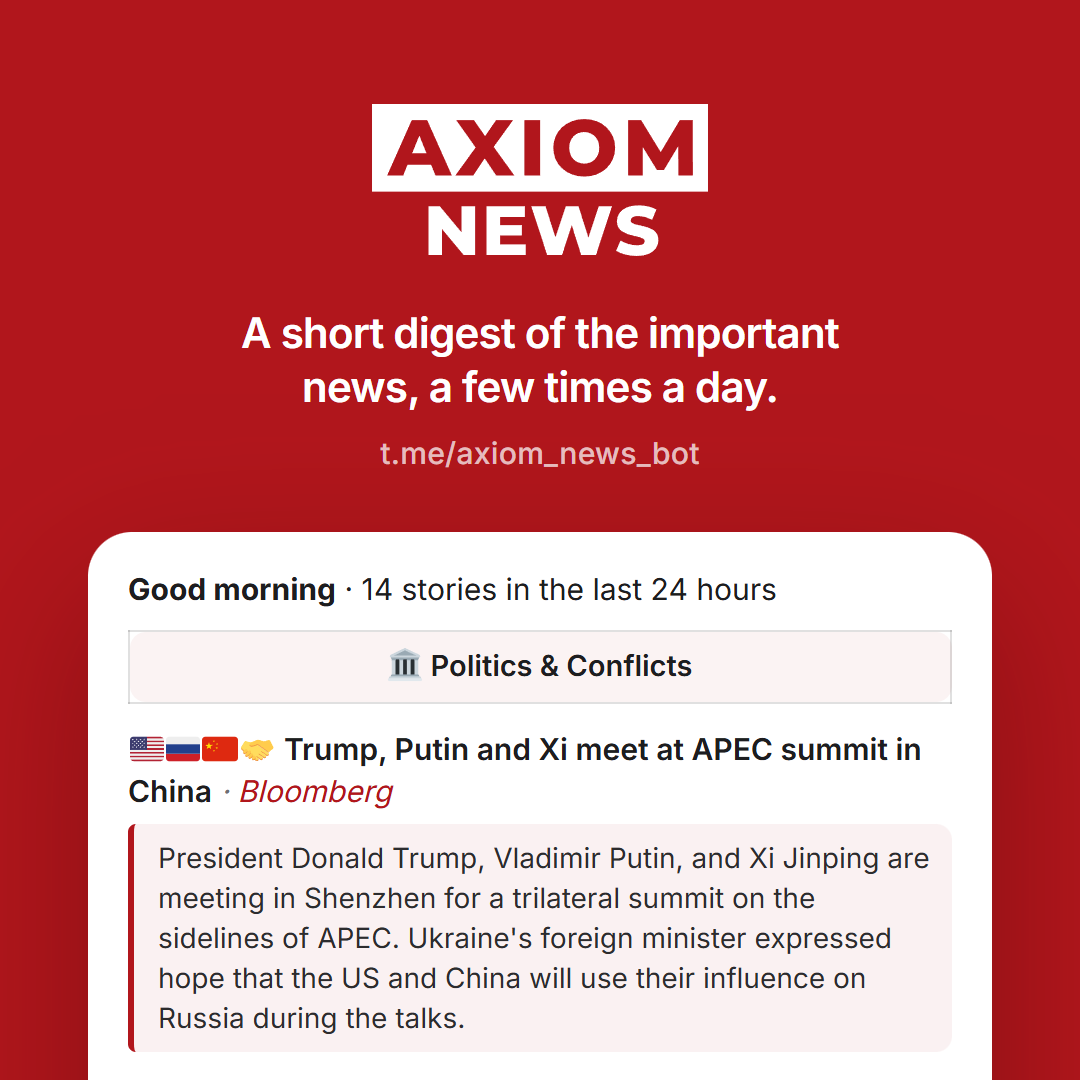 AXIOM
NEWS
A short digest of the important
news, a few times a day.
t.me/axiom_news_bot
Good morning · 14 stories in the last 24 hours
🏛️ Politics & Conflicts
🇺🇸🇷🇺🇨🇳🤝 Trump, Putin and Xi meet at APEC summit in
China · Bloomberg
President Donald Trump, Vladimir Putin, and Xi Jinping are
meeting in Shenzhen for a trilateral summit on the
sidelines of APEC. Ukraine's foreign minister expressed
hope that the US and China will use their influence on
Russia during the talks.